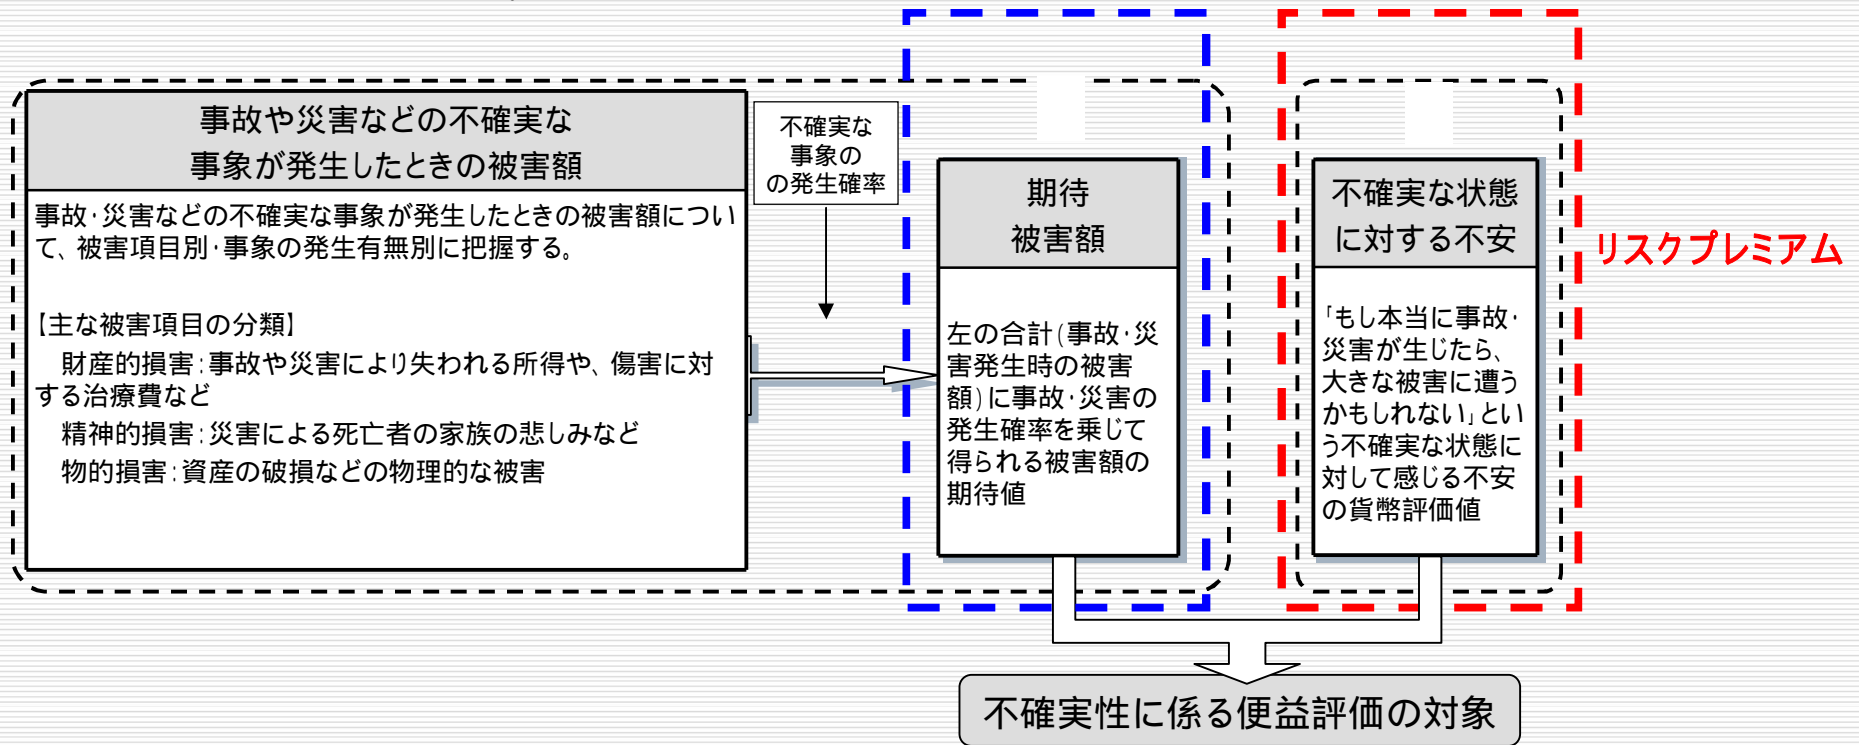 事故や災害などの不確実な
事象が発生したときの被害額
事故・災害などの不確実な事象が発生したときの被害額につい
て、被害項目別・事象の発生有無別に把握する。
【主な被害項目の分類】
財産的損害：事故や災害により失われる所得や、傷害に対
する治療費など
精神的損害：災害による死亡者の家族の悲しみなど
物的損害：資産の破損などの物理的な被害
不確実な
事象の
の発生確率
期待
被害額
左の合計（事故・災
害発生時の被害
額）に事故・災害の
発生確率を乗じて
得られる被害額の
期待値
不確実な状態
に対する不安
「もし本当に事故・
災害が生じたら、
大きな被害に遭う
かもしれない」とい
う不確実な状態に
対して感じる不安
の貨幣評価値
リスクプレミアム
不確実性に係る便益評価の対象